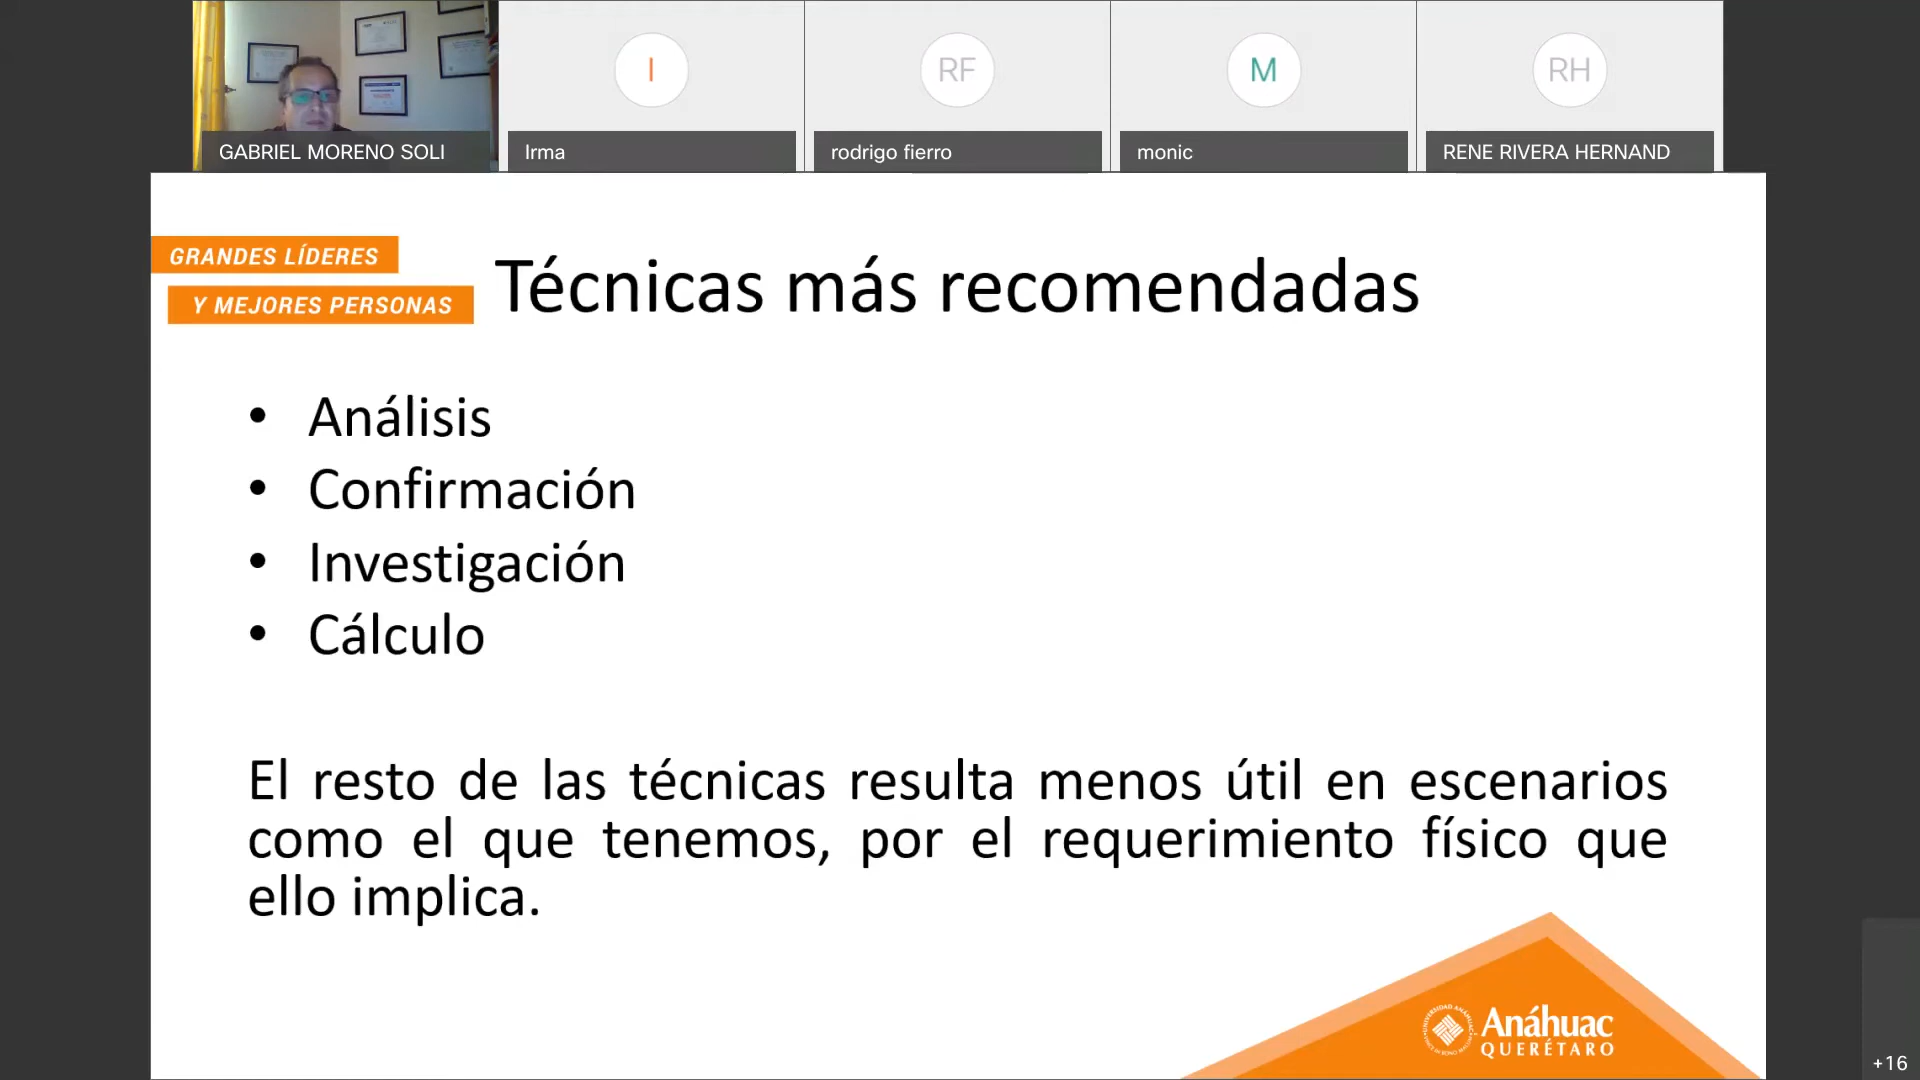 I
RF
M
RH
GABRIEL MORENO SOLI
Irma
rodrigo fierro
monic
RENE RIVERA HERNAND
GRANDES LÍDERES
Y MEJORES PERSONAS
Técnicas más recomendadas
• Análisis
• Confirmación
• Investigación
• Cálculo
El resto de las técnicas resulta menos útil en escenarios
como el que tenemos, por el requerimiento físico que
ello implica.
Anáhuac
QUERÉTARO
+16